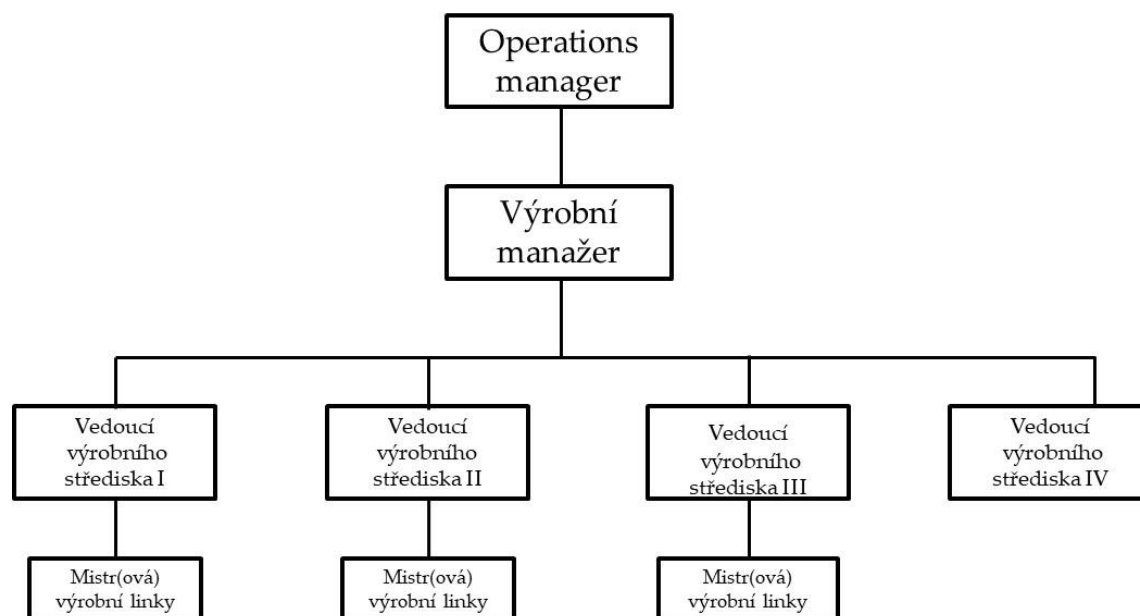 Operations
manager
Výrobní
manažer
Vedoucí
výrobního
střediska I
Vedoucí
výrobního
střediska II
Vedoucí
výrobního
střediska III
Vedoucí
výrobního
střediska IV
Mistr(ová)
výrobní linky
Mistr(ová)
výrobní linky
Mistr(ová)
výrobní linky